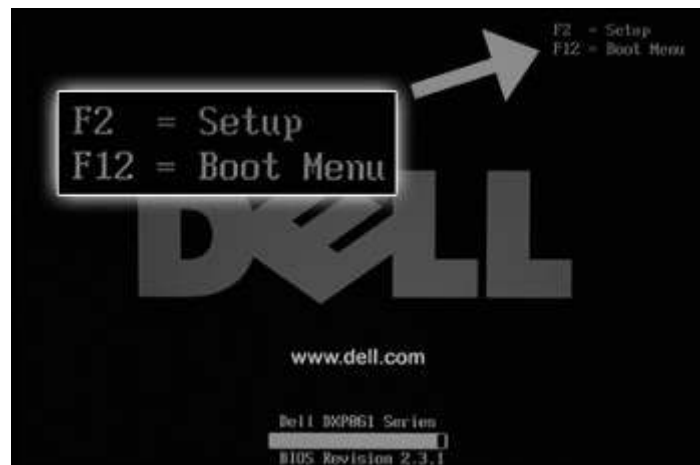 F2 = Setup
F12 = Boot Menu
F2 = Setup
F12 = Boot Menu
DELL
www.dell.com
Dell DXP061 Series
BIOS Revision 2.3.1